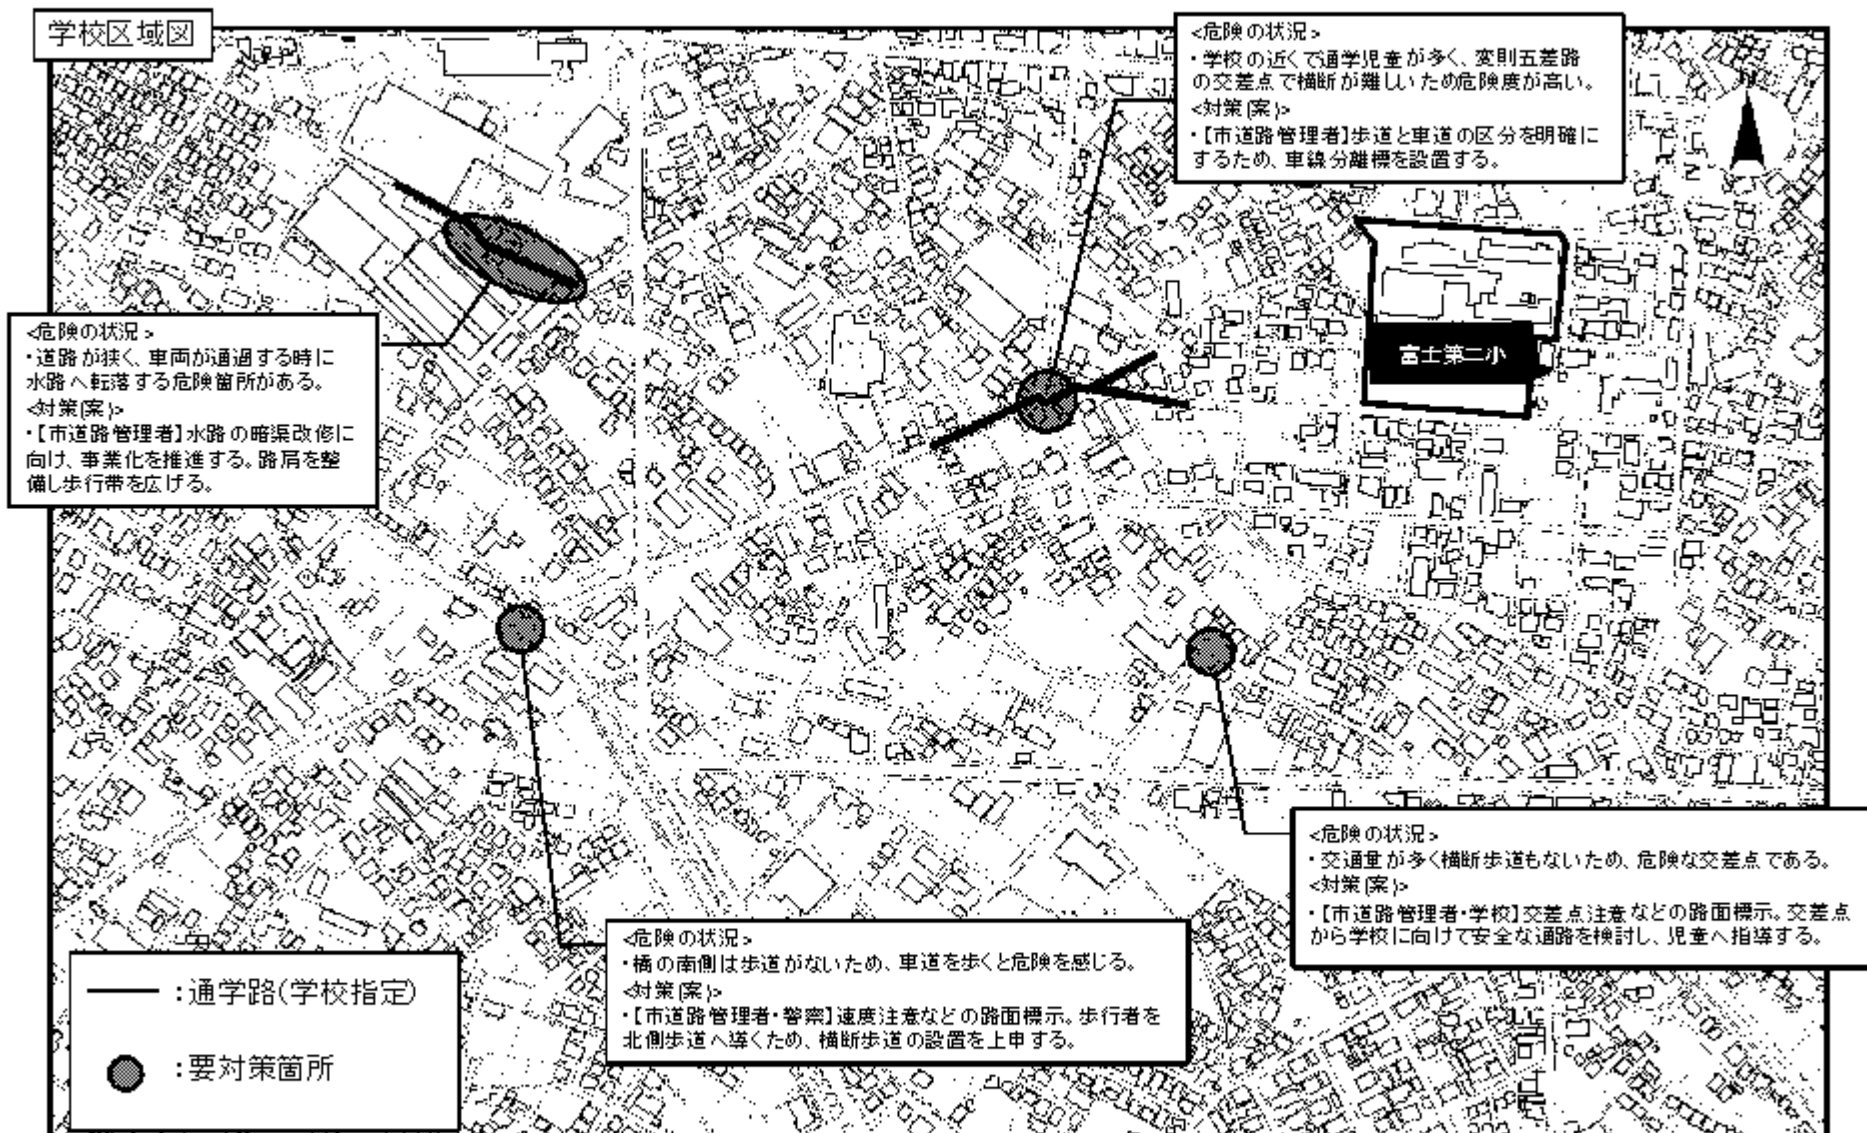 学校区域図
<危険の状況>
・学校の近くで通学児童が多く、変則五差路
の交差点で横断が難しいため危険度が高い。
<対策(案)>
・【市道路管理者】歩道と車道の区分を明確に
するため、車線分離標を設置する。
<危険の状況>
・道路が狭く、車両が通過する時に
水路へ転落する危険箇所がある。
<対策(案)>
・【市道路管理者】水路の暗渠改修に
向け、事業化を推進する。路肩を整
備し歩行帯を広げる。
富士第二小
<危険の状況>
・交通量が多く横断歩道もないため、危険な交差点である。
<対策(案)>
・【市道路管理者・学校】交差点注意などの路面標示。交差点
から学校に向けて安全な通路を検討し、児童へ指導する。
<危険の状況>
・橋の南側は歩道がないため、車道を歩くと危険を感じる。
<対策(案)>
・【市道路管理者・警察】速度注意などの路面標示。歩行者を
北側歩道へ導くため、横断歩道の設置を上申する。
：通学路(学校指定)
：要対策箇所